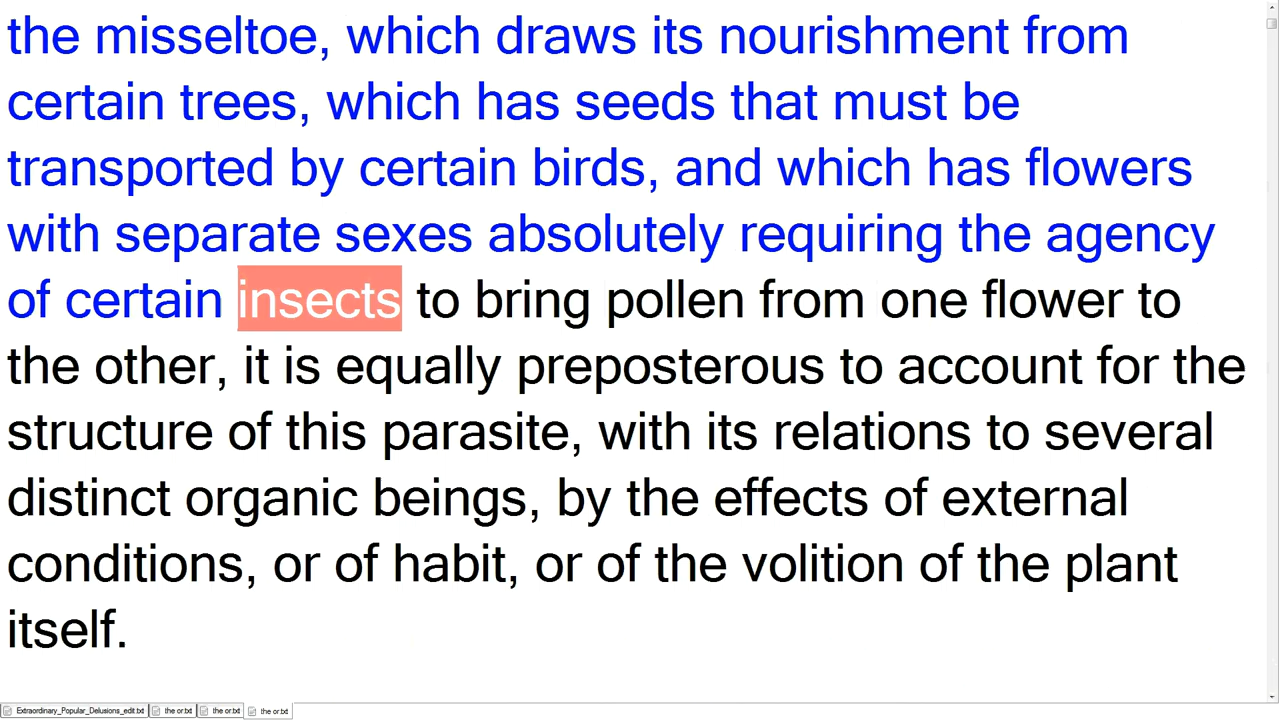 the misseltoe, which draws its nourishment from
certain trees, which has seeds that must be
transported by certain birds, and which has flowers
with separate sexes absolutely requiring the agency
of certain insects to bring pollen from one flower to
the other, it is equally preposterous to account for the
structure of this parasite, with its relations to several
distinct organic beings, by the effects of external
conditions, or of habit, or of the volition of the plant
itself.
Extraordinary_Popular_Delusions_edit.txt the or.txt the or.txt the or.txt